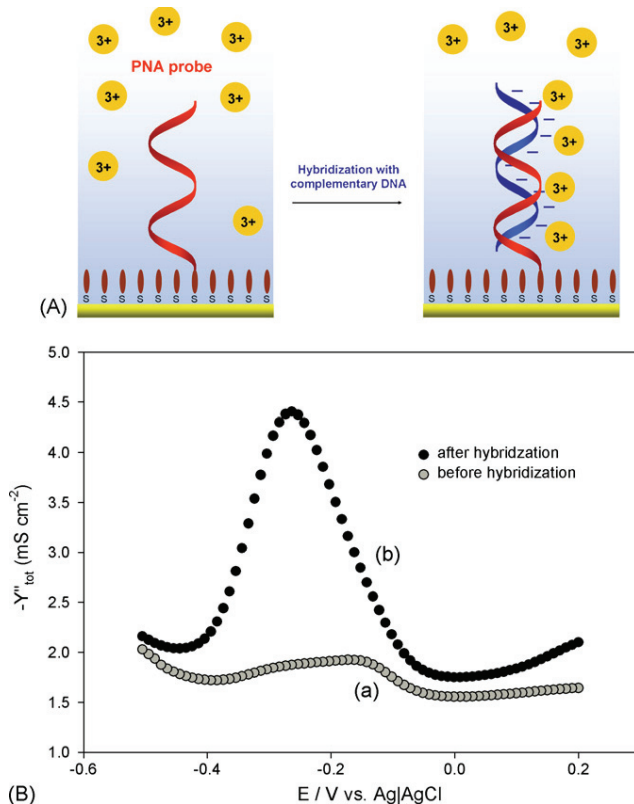 3+
3+
3+
PNA probe
3+
3+
3+
3+
S S S S S S S S S S S
Hybridization with
complementary DNA
3+
3+
3+
3+
3+
3+
3+
S S S S S S S S S S S
(A)
5.0
4.5
4.0
3.5
3.0
2.5
2.0
1.5
1.0
-Y"tot (mS cm-2)
after hybridzation
before hybridization
(b)
(a)
-0.6
-0.4
-0.2
0.0
0.2
E / V vs. Ag|AgCl
(B)